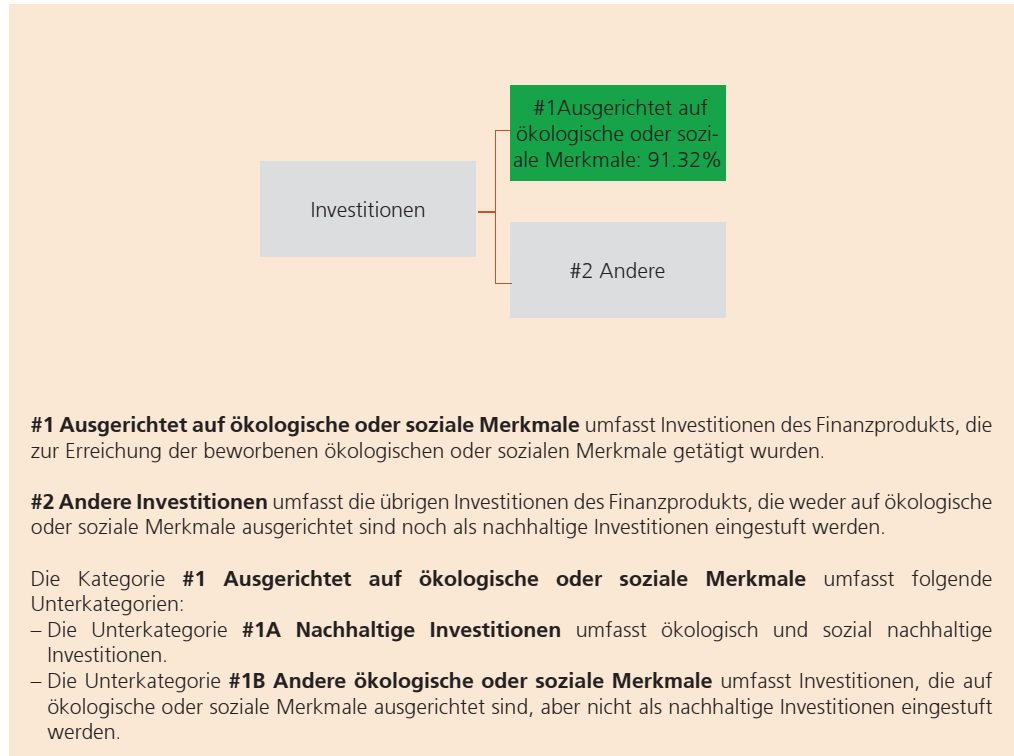 #1Ausgerichtet auf
ökologische oder sozi-
ale Merkmale: 91.32%
Investitionen
#2 Andere
#1 Ausgerichtet auf ökologische oder soziale Merkmale umfasst Investitionen des Finanzprodukts, die
zur Erreichung der beworbenen ökologischen oder sozialen Merkmale getätigt wurden.
#2 Andere Investitionen umfasst die übrigen Investitionen des Finanzprodukts, die weder auf ökologische
oder soziale Merkmale ausgerichtet sind noch als nachhaltige Investitionen eingestuft werden.
Die Kategorie #1 Ausgerichtet auf ökologische oder soziale Merkmale umfasst folgende
Unterkategorien:
– Die Unterkategorie #1A Nachhaltige Investitionen umfasst ökologisch und sozial nachhaltige
Investitionen.
– Die Unterkategorie #1B Andere ökologische oder soziale Merkmale umfasst Investitionen, die auf
ökologische oder soziale Merkmale ausgerichtet sind, aber nicht als nachhaltige Investitionen eingestuft
werden.